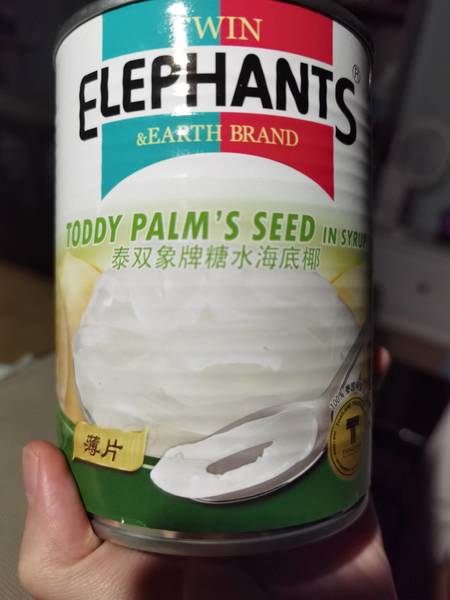 TWIN
ELEPHANTS®
&EARTH BRAND
TODDY PALM'S SEED IN SYRUP
泰双象牌糖水海底椰
薄片
100%
T